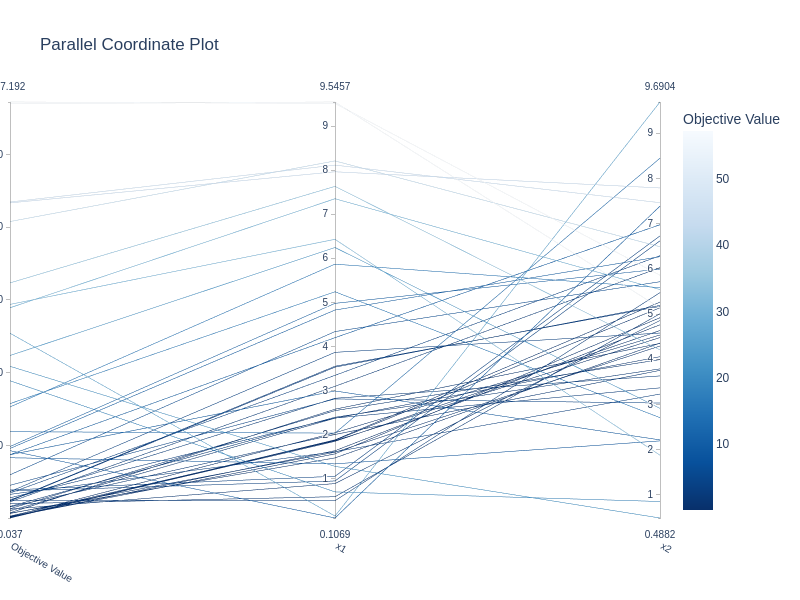 Parallel Coordinate Plot
7.192 9.5457 9.6904
Objective Value
9 9
8 8 50
7 7
6 6 40
5 5 30
4 4
3 3 20
2 2 10
1 1
0.037 0.1069 0.4882
Objective Value x1 x2